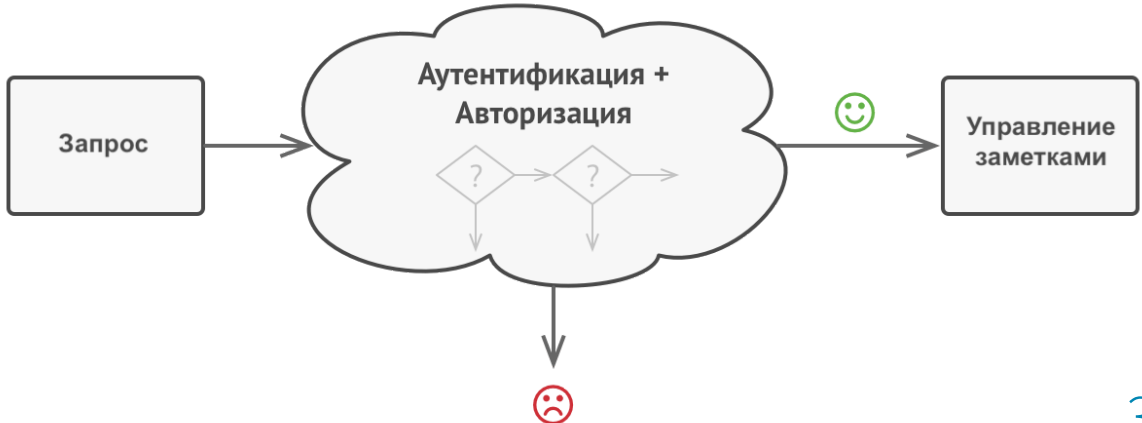 Запрос
Аутентификация +
Авторизация
?
?
Управление
заметками